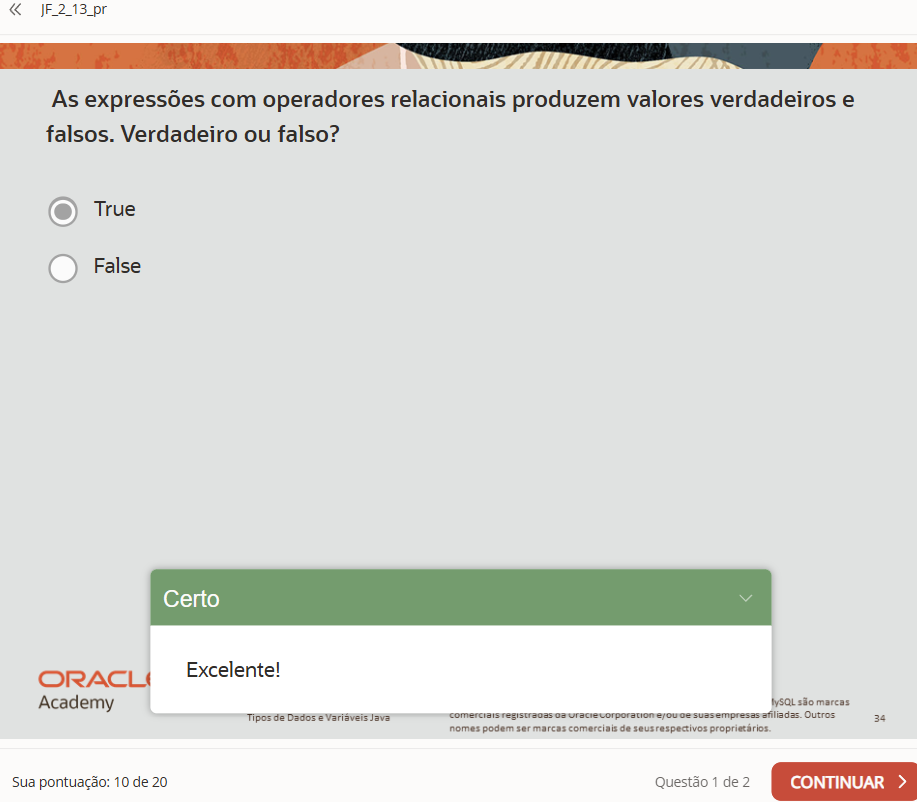 JF_2_13_pr
As expressões com operadores relacionais produzem valores verdadeiros e
falsos. Verdadeiro ou falso?
True
False
Certo
Excelente!
ORACL
Academy
Tipos de Dados e Variáveis Java
MySQL são marcas
comerciais registradas da Oracle Corporation e/ou de suas empresas afiliadas. Outros
nomes podem ser marcas comerciais de seus respectivos proprietários.
34
Sua pontuação: 10 de 20
Questão 1 de 2
CONTINUAR